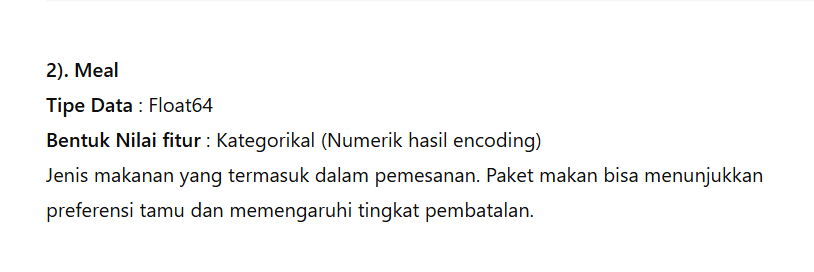 2). Meal
Tipe Data : Float64
Bentuk Nilai fitur : Kategorikal (Numerik hasil encoding)
Jenis makanan yang termasuk dalam pemesanan. Paket makan bisa menunjukkan
preferensi tamu dan memengaruhi tingkat pembatalan.